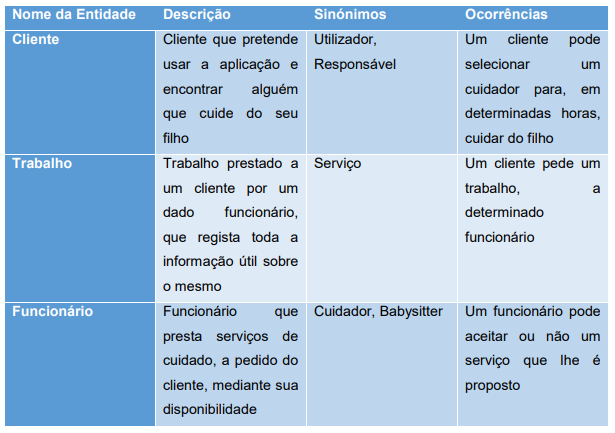 Nome da Entidade Descrição Sinónimos Ocorrências
Cliente Cliente que pretende Utilizador, Um cliente pode
usar a aplicação e Responsável selecionar um
encontrar alguém cuidador para, em
que cuide do seu determinadas horas,
filho cuidar do filho
Trabalho Trabalho prestado a Serviço Um cliente pede um
um cliente por um trabalho, a
dado funcionário, determinado
que regista toda a funcionário
informação útil sobre
o mesmo
Funcionário Funcionário que Cuidador, Babysitter Um funcionário pode
presta serviços de aceitar ou não um
cuidado, a pedido do serviço que lhe é
cliente, mediante sua proposto
disponibilidade